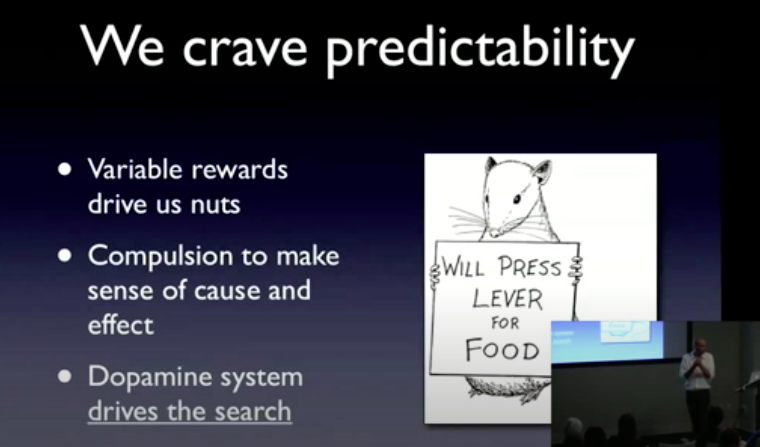 We crave predictability
Variable rewards
drive us nuts
Compulsion to make
sense of cause and
effect
Dopamine system
drives the search
WILL PRESS
LEVER
FOR
FOOD